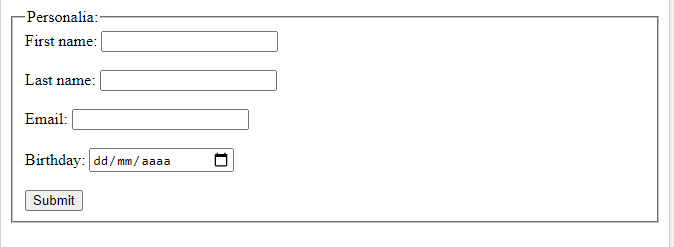 Personalia:
First name:
Last name:
Email:
Birthday: dd/mm/aaaa
Submit